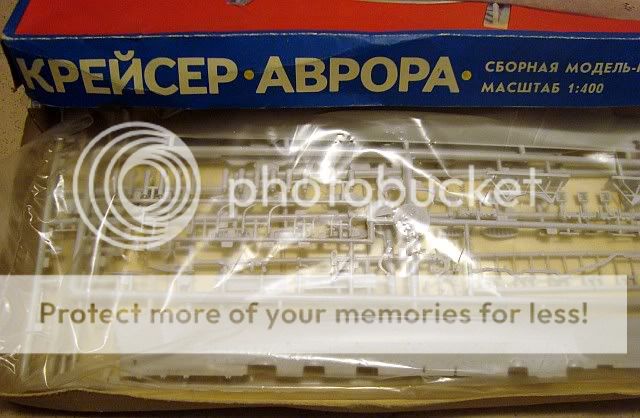 КРЕЙСЕР · АВРОРА ·
СБОРНАЯ МОДЕЛЬ-
МАСШТАБ 1:400
photobucket
Protect more of your memories for less!